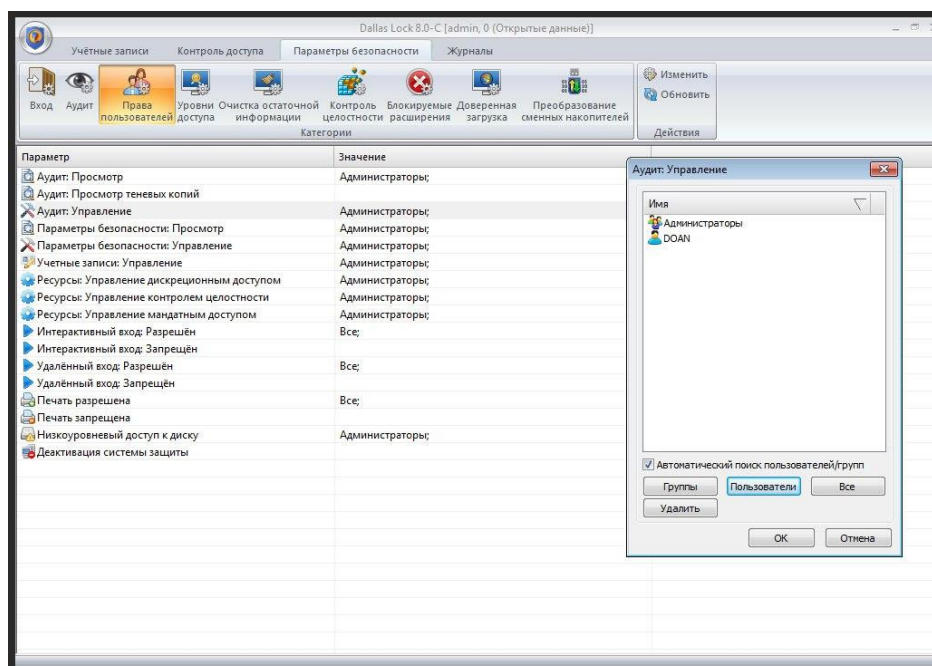 Dallas Lock 8.0-C [admin, 0 (Открытые данные)]
Учётные записи Контроль доступа Параметры безопасности Журналы
Вход Аудит Права пользователей Уровни доступа Очистка остаточной информации Контроль целостности Блокируемые расширения Доверенная загрузка Преобразование сменных накопителей
Изменить
Обновить
Категории Действия
Параметр Значение
Аудит: Просмотр Администраторы;
Аудит: Просмотр теневых копий
Аудит: Управление Администраторы;
Параметры безопасности: Просмотр Администраторы;
Параметры безопасности: Управление Администраторы;
Учетные записи: Управление Администраторы;
Ресурсы: Управление дискреционным доступом Администраторы;
Ресурсы: Управление контролем целостности Администраторы;
Ресурсы: Управление мандатным доступом Администраторы;
Интерактивный вход: Разрешён Все;
Интерактивный вход: Запрещён
Удалённый вход: Разрешён Все;
Удалённый вход: Запрещён
Печать разрешена Все;
Печать запрещена
Низкоуровневый доступ к диску Администраторы;
Деактивация системы защиты
Аудит: Управление
Имя
Администраторы
DOAN
Автоматический поиск пользователей/групп
Группы Пользователи Все
Удалить
ОК Отмена